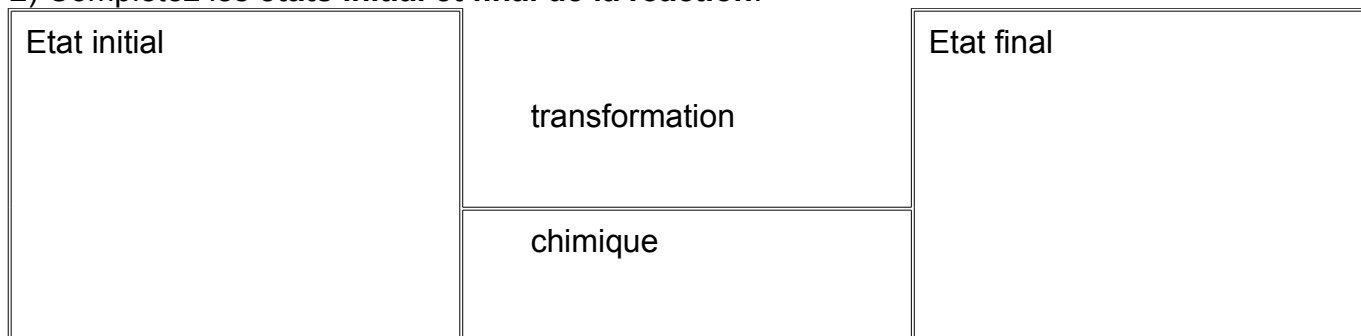 Etat initial
transformation
chimique
Etat final